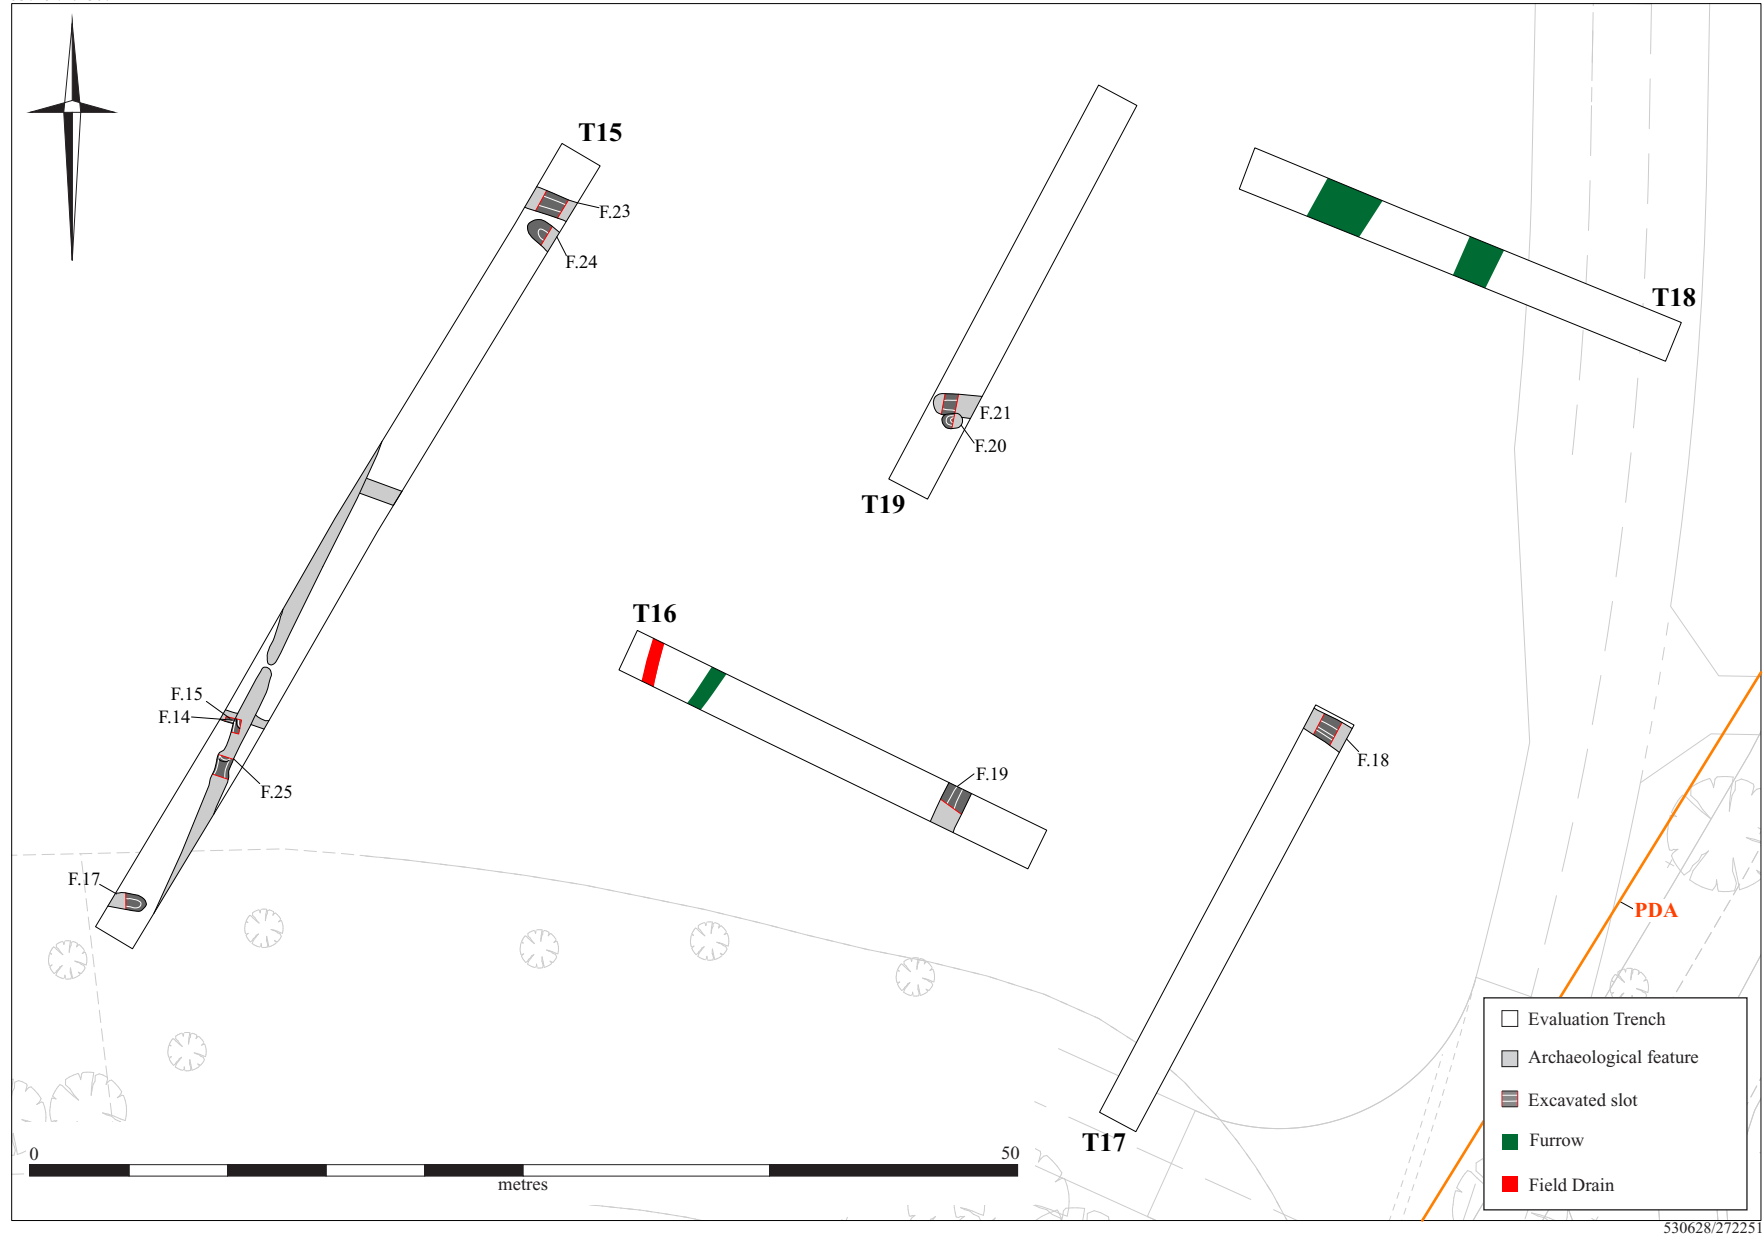 T15
F.23
F.24
T18
F.21
F.20
T19
T16
F.15
F.14
F.25
F.19
F.18
F.17
PDA
T17
0 50
metres
Evaluation Trench
Archaeological feature
Excavated slot
Furrow
Field Drain
530628/272251